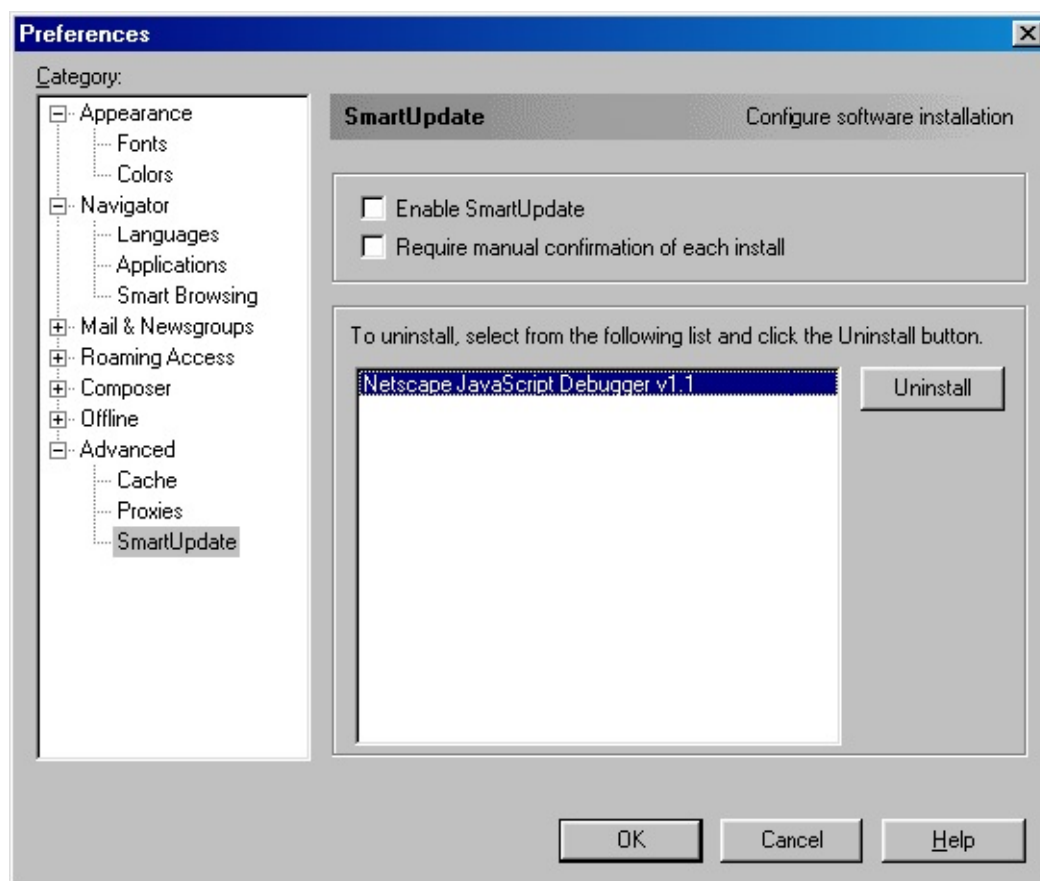 Preferences
Category:
Appearance
Fonts
Colors
Navigator
Languages
Applications
Smart Browsing
Mail & Newsgroups
Roaming Access
Composer
Offline
Advanced
Cache
Proxies
SmartUpdate
SmartUpdate Configure software installation
Enable SmartUpdate
Require manual confirmation of each install
To uninstall, select from the following list and click the Uninstall button.
Netscape JavaScript Debugger v1.1
Uninstall
OK Cancel Help